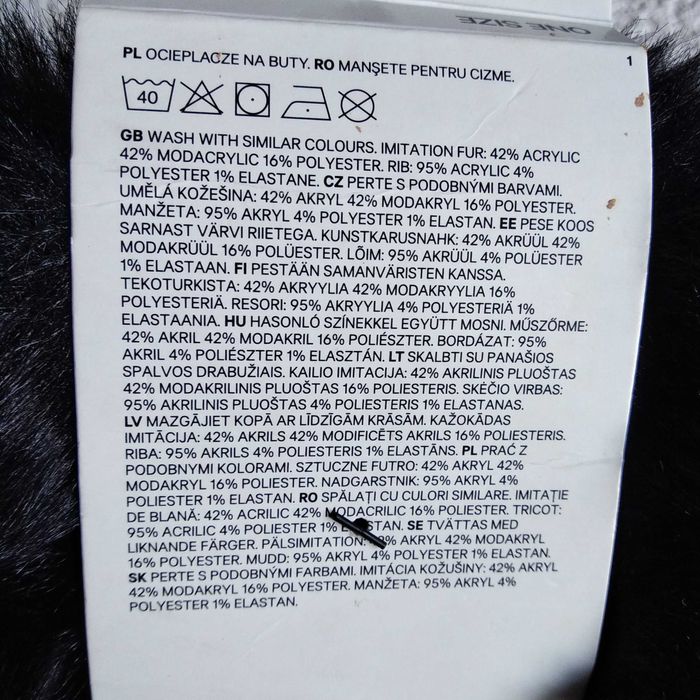 ONE SIZE
PL OCIEPLACZE NA BUTY. RO MANȘETE PENTRU CIZME.
1
40
GB WASH WITH SIMILAR COLOURS. IMITATION FUR: 42% ACRYLIC
42% MODACRYLIC 16% POLYESTER. RIB: 95% ACRYLIC 4%
POLYESTER 1% ELASTANE. CZ PERTE S PODOBNÝMI BARVAMI.
UMĚLÁ KOŽEŠINA: 42% AKRYL 42% MODAKRYL 16% POLYESTER.
MANŽETA: 95% AKRYL 4% POLYESTER 1% ELASTAN. EE PESE KOOS
SARNAST VÄRVI RIIETEGA. KUNSTKARUSNAHK: 42% AKRÜÜL 42%
MODAKRÜÜL 16% POLÜESTER. LÕIM: 95% AKRÜÜL 4% POLÜESTER
1% ELASTAAN. FI PESTÄÄN SAMANVÄRISTEN KANSSA.
TEKOTURKISTA: 42% AKRYYLIA 42% MODAKRYYLIA 16%
POLYESTERIÄ. RESORI: 95% AKRYYLIA 4% POLYESTERIÄ 1%
ELASTAANIA. HU HASONLÓ SZÍNEKKEL EGYÜTT MOSNI. MŰSZŐRME:
42% AKRIL 42% MODAKRIL 16% POLIÉSZTER. BORDÁZAT: 95%
AKRIL 4% POLIÉSZTER 1% ELASZTÁN. LT SKALBTI SU PANAŠIOS
SPALVOS DRABUŽIAIS. KAILIO IMITACIJA: 42% AKRILINIS PLUOŠTAS
42% MODAKRILINIS PLUOŠTAS 16% POLIESTERIS. SKĖČIO VIRBAS:
95% AKRILINIS PLUOŠTAS 4% POLIESTERIS 1% ELASTANAS.
LV MAZGĀJIET KOPĀ AR LĪDZĪGĀM KRĀSĀM. KAŽOKĀDAS
IMITĀCIJA: 42% AKRILS 42% MODIFICĒTS AKRILS 16% POLIESTERIS.
RIBA: 95% AKRILS 4% POLIESTERIS 1% ELASTĀNS. PL PRAĆ Z
PODOBNYMI KOLORAMI. SZTUCZNE FUTRO: 42% AKRYL 42%
MODAKRYL 16% POLIESTER. NADGARSTNIK: 95% AKRYL 4%
POLIESTER 1% ELASTAN. RO SPĂLAȚI CU CULORI SIMILARE. IMITAȚIE
DE BLANĂ: 42% ACRILIC 42% MODACRILIC 16% POLIESTER. TRICOT:
95% ACRILIC 4% POLIESTER 1% ELASTAN. SE TVÄTTAS MED
LIKNANDE FÄRGER. PÄLSIMITATION: 42% AKRYL 42% MODAKRYL
16% POLYESTER. MUDD: 95% AKRYL 4% POLYESTER 1% ELASTAN.
SK PERTE S PODOBNÝMI FARBAMI. IMITÁCIA KOŽUŠINY: 42% AKRYL
42% MODAKRYL 16% POLYESTER. MANŽETA: 95% AKRYL 4%
POLYESTER 1% ELASTAN.